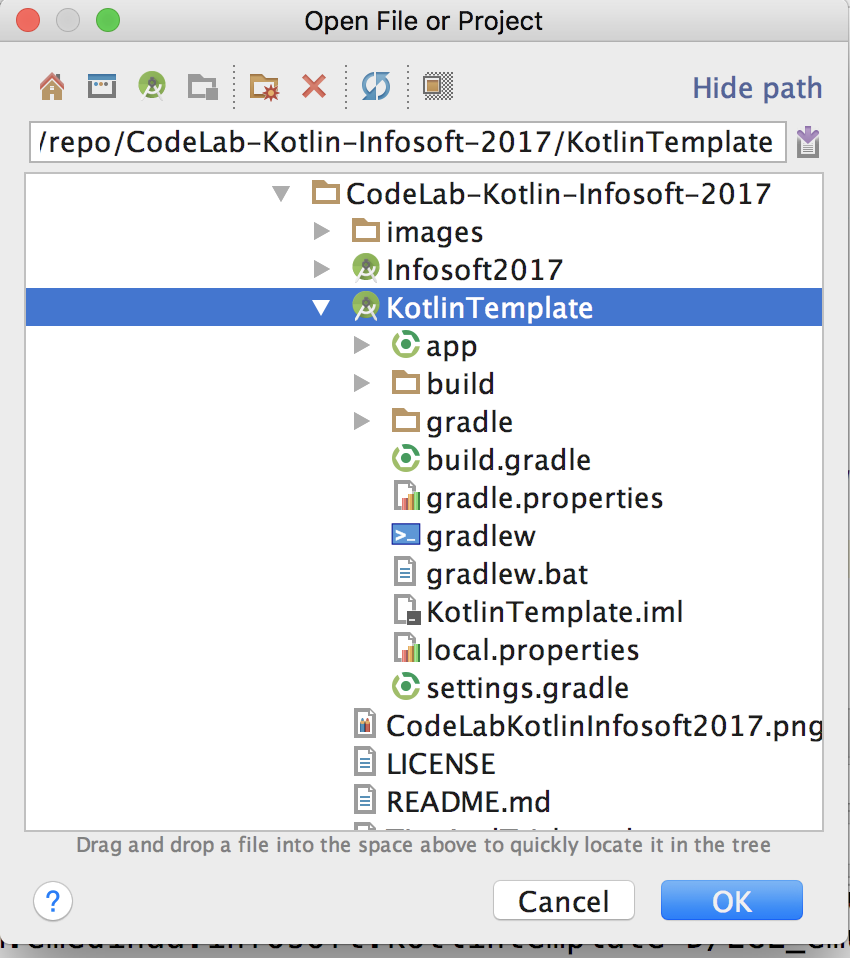 Open File or Project
Hide path
/repo/CodeLab-Kotlin-Infosoft-2017/KotlinTemplate
CodeLab-Kotlin-Infosoft-2017
images
Infosoft2017
KotlinTemplate
app
build
gradle
build.gradle
gradle.properties
gradlew
gradlew.bat
KotlinTemplate.iml
local.properties
settings.gradle
CodeLabKotlinInfosoft2017.png
LICENSE
README.md
Drag and drop a file into the space above to quickly locate it in the tree
? Cancel OK